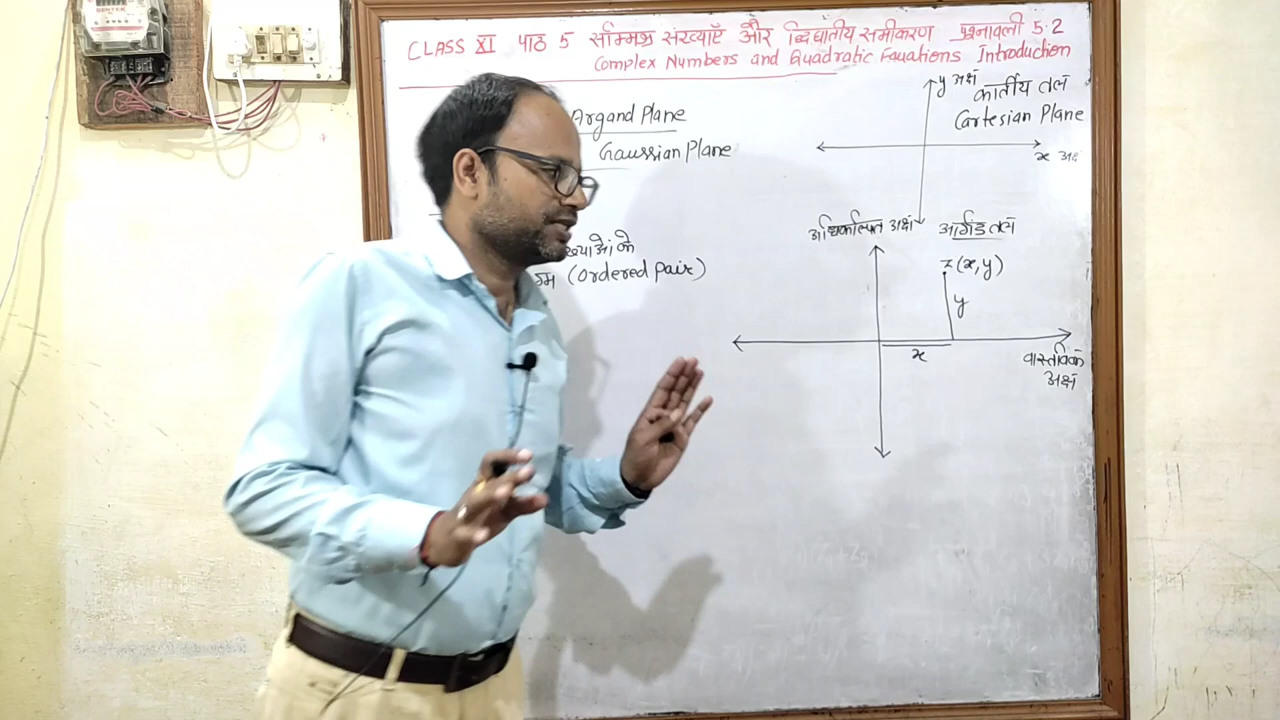 CLASS XI पाठ 5 सम्मिश्र संख्याएँ और द्विघातीय समीकरण प्रश्नावली 5.2
Complex Numbers and Quadratic Equations Introduction
Argand Plane
Gaussian Plane
y अक्ष
कार्तीय तल
Cartesian Plane
x अक्ष
अधिकल्पित अक्ष
आर्गंड तल
z(x,y)
y
x
वास्तविक
अक्ष
(Ordered pair)